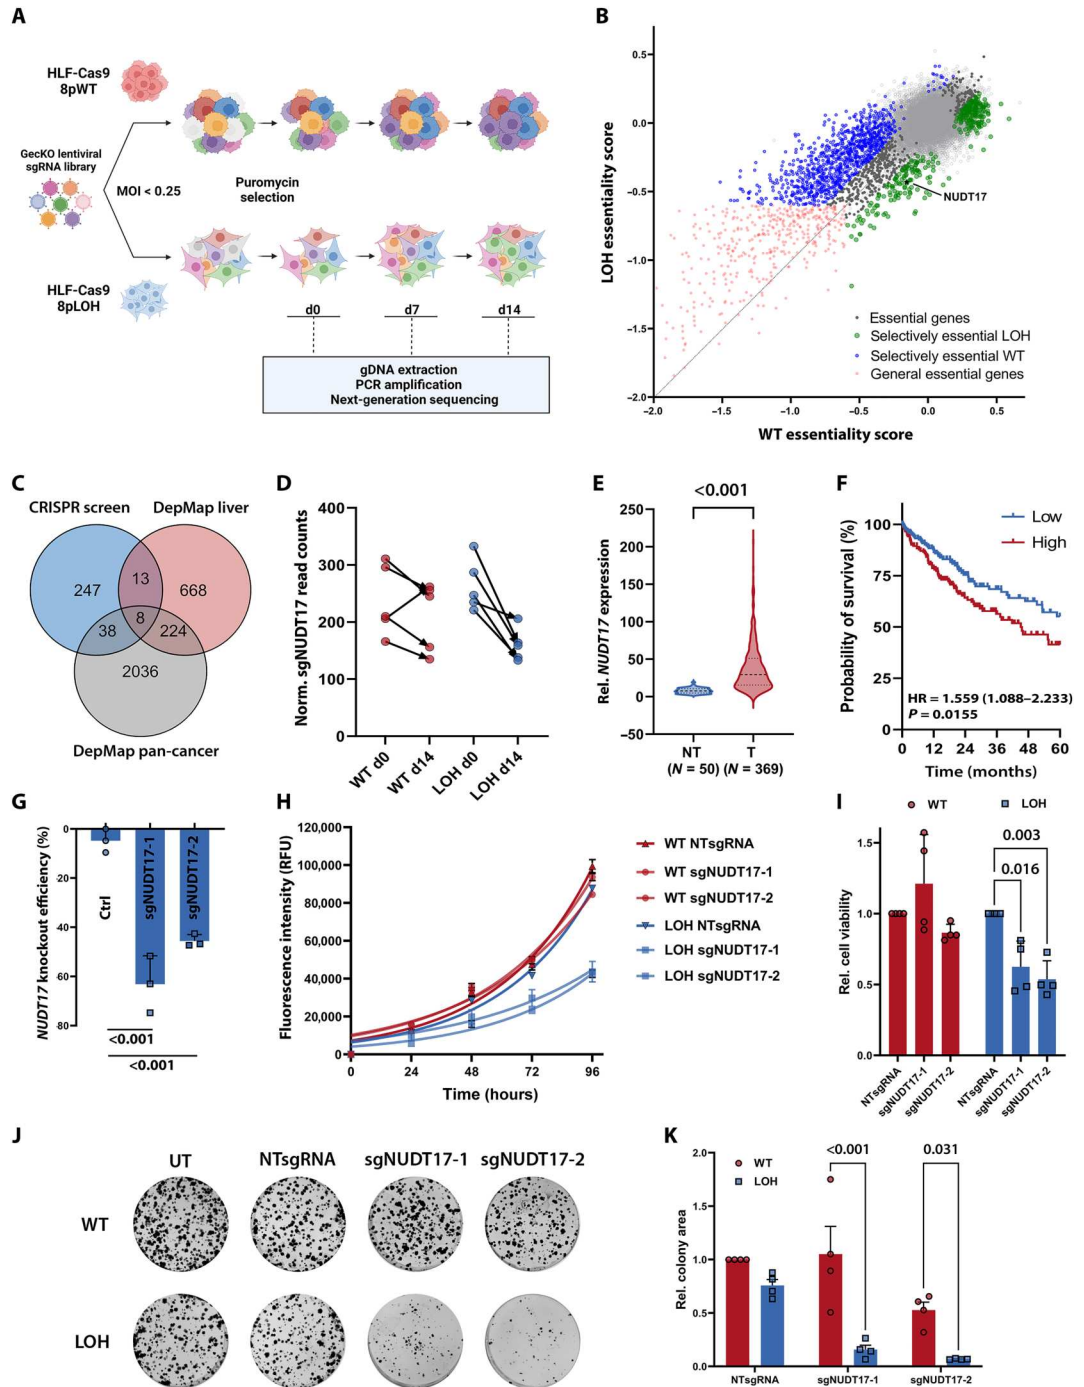 A
HLF-Cas9
8pWT
GecKO lentiviral
sgRNA library
MOI < 0.25
Puromycin
selection
HLF-Cas9
8pLOH
d0
d7
d14
gDNA extraction
PCR amplification
Next-generation sequencing
B
LOH essentiality score
0.5
0.0
−0.5
−1.0
−1.5
−2.0
−2.0
−1.5
−1.0
−0.5
0.0
0.5
WT essentiality score
NUDT17
Essential genes
Selectively essential LOH
Selectively essential WT
General essential genes
C
CRISPR screen
DepMap liver
247
13
668
8
38
224
2036
DepMap pan-cancer
D
Norm. sgNUDT17 read counts
400
300
200
100
0
WT d0
WT d14
LOH d0
LOH d14
E
<0.001
Rel. NUDT17 expression
250
200
150
100
50
0
−50
NT
T
(N = 50)
(N = 369)
F
Probability of survival (%)
100
75
50
25
0
Low
High
HR = 1.559 (1.088–2.233)
P = 0.0155
0
12
24
36
48
60
Time (months)
G
NUDT17 knockout efficiency (%)
0
20
40
60
80
Ctrl
sgNUDT17-1
sgNUDT17-2
<0.001
<0.001
H
Fluorescence intensity (RFU)
120,000
100,000
80,000
60,000
40,000
20,000
0
0
24
48
72
96
Time (hours)
WT NTsgRNA
WT sgNUDT17-1
WT sgNUDT17-2
LOH NTsgRNA
LOH sgNUDT17-1
LOH sgNUDT17-2
I
WT
LOH
Rel. cell viability
1.5
1.0
0.5
0.0
0.003
0.016
NTsgRNA
sgNUDT17-1
sgNUDT17-2
NTsgRNA
sgNUDT17-1
sgNUDT17-2
J
UT
NTsgRNA
sgNUDT17-1
sgNUDT17-2
WT
LOH
K
Rel. colony area
2.0
1.5
1.0
0.5
0.0
WT
LOH
<0.001
0.031
NTsgRNA
sgNUDT17-1
sgNUDT17-2